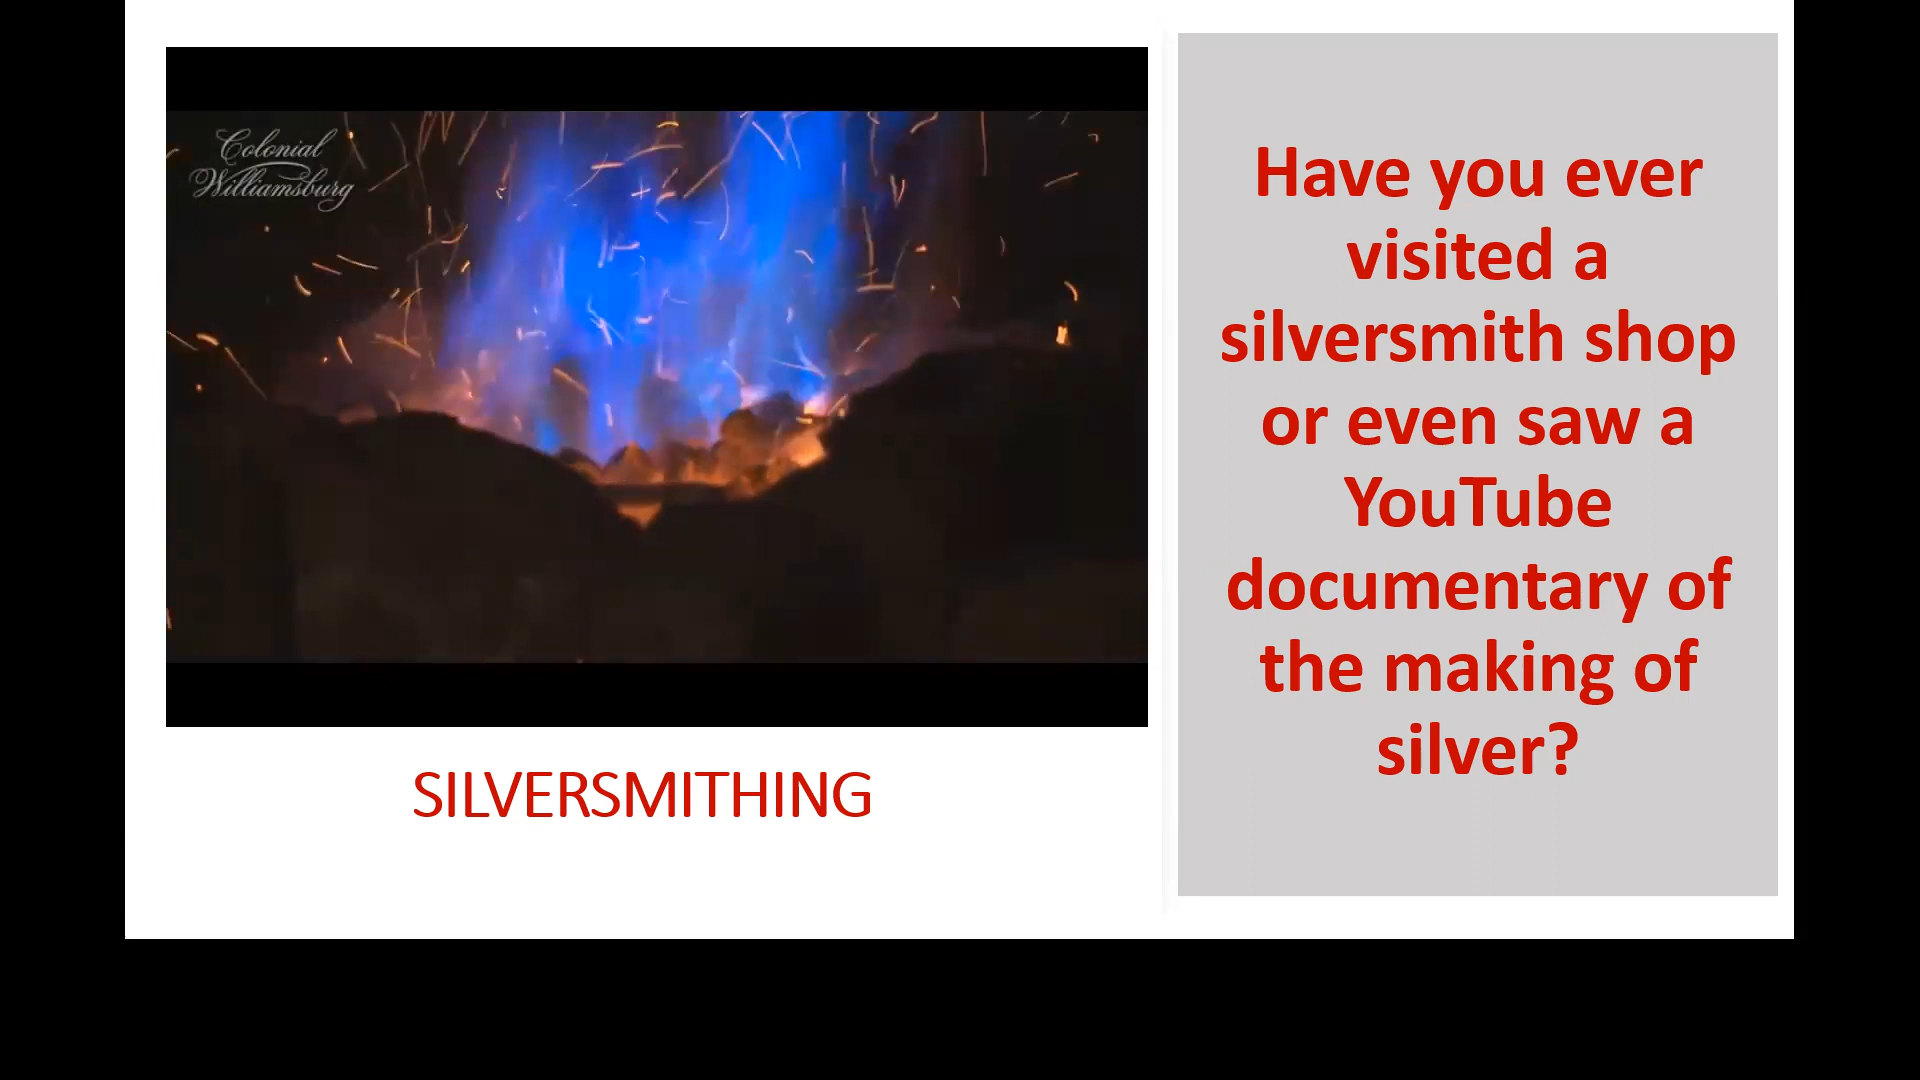 Colonial
Williamsburg
SILVERSMITHING
Have you ever
visited a
silversmith shop
or even saw a
YouTube
documentary of
the making of
silver?